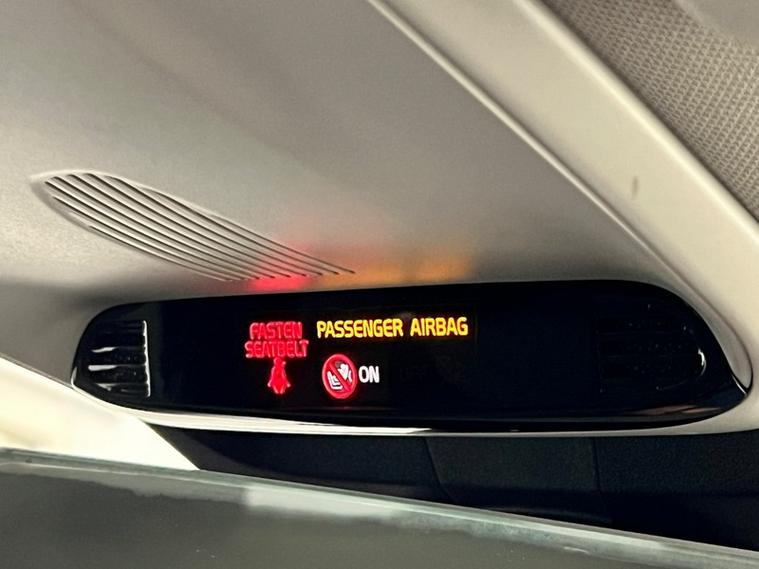 FASTEN
SEATBELT
PASSENGER AIRBAG
ON